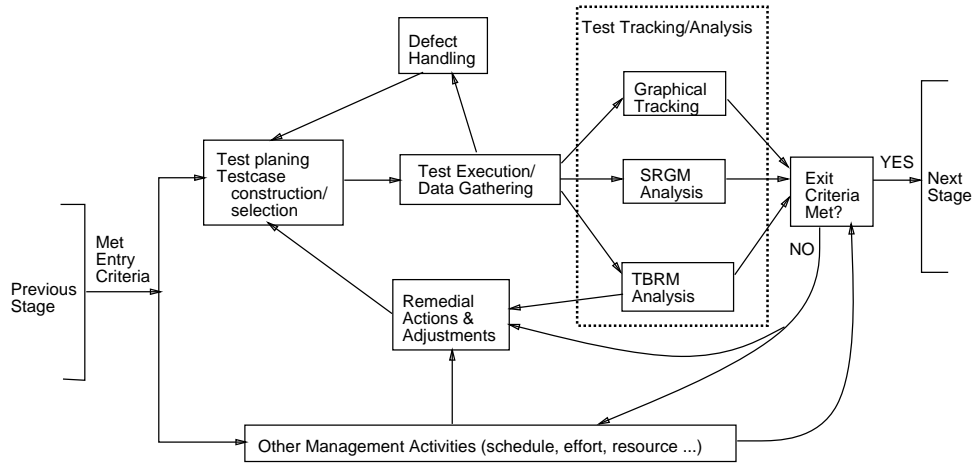 Test Tracking/Analysis
Defect
Handling
Graphical
Tracking
Test planing
Testcase
construction/
selection
Test Execution/
Data Gathering
SRGM
Analysis
Exit
Criteria
Met?
YES
Next
Stage
NO
Met
Entry
Criteria
Previous
Stage
TBRM
Analysis
Remedial
Actions &
Adjustments
Other Management Activities (schedule, effort, resource ...)